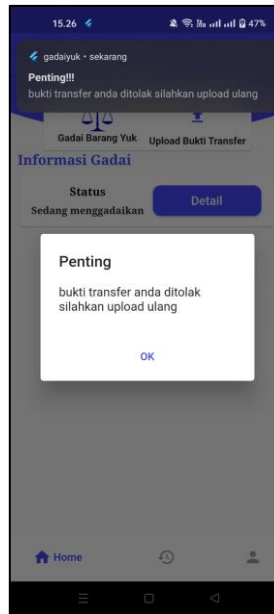 15.26
47%
gadaiyuk • sekarang
Penting!!!
bukti transfer anda ditolak silahkan upload ulang
Gadai Barang Yuk
Upload Bukti Transfer
Informasi Gadai
Status
Sedang menggadaikan
Detail
Penting
bukti transfer anda ditolak
silahkan upload ulang
OK
Home